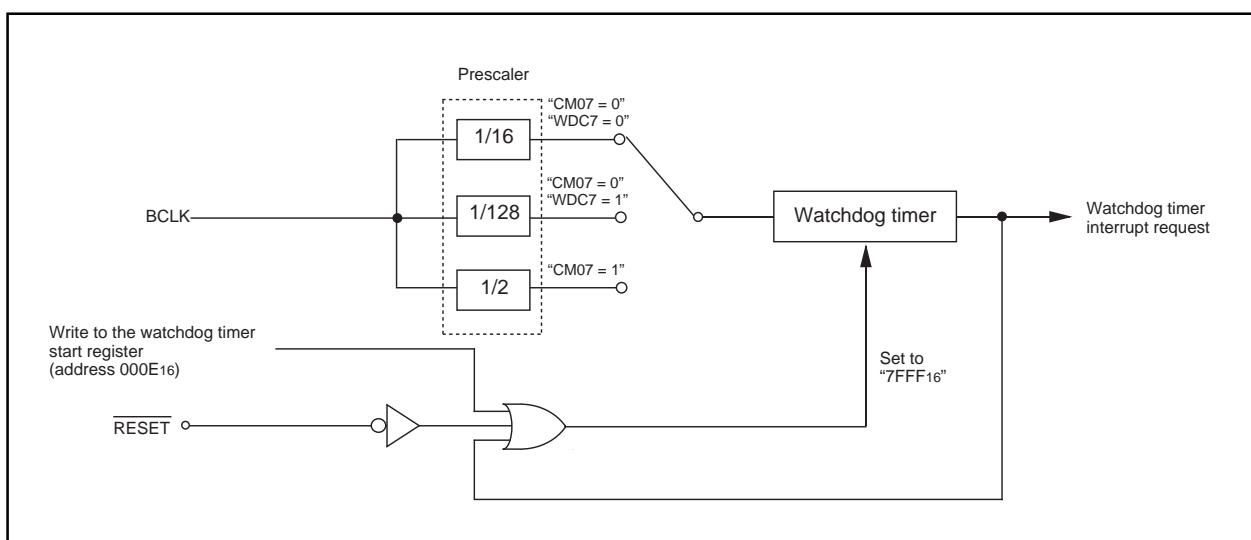 Prescaler
“CM07 = 0”
“WDC7 = 0”
1/16
“CM07 = 0”
“WDC7 = 1”
BCLK
1/128
Watchdog timer
Watchdog timer
interrupt request
“CM07 = 1”
1/2
Write to the watchdog timer
start register
(address 000E16)
Set to
“7FFF16”
RESET